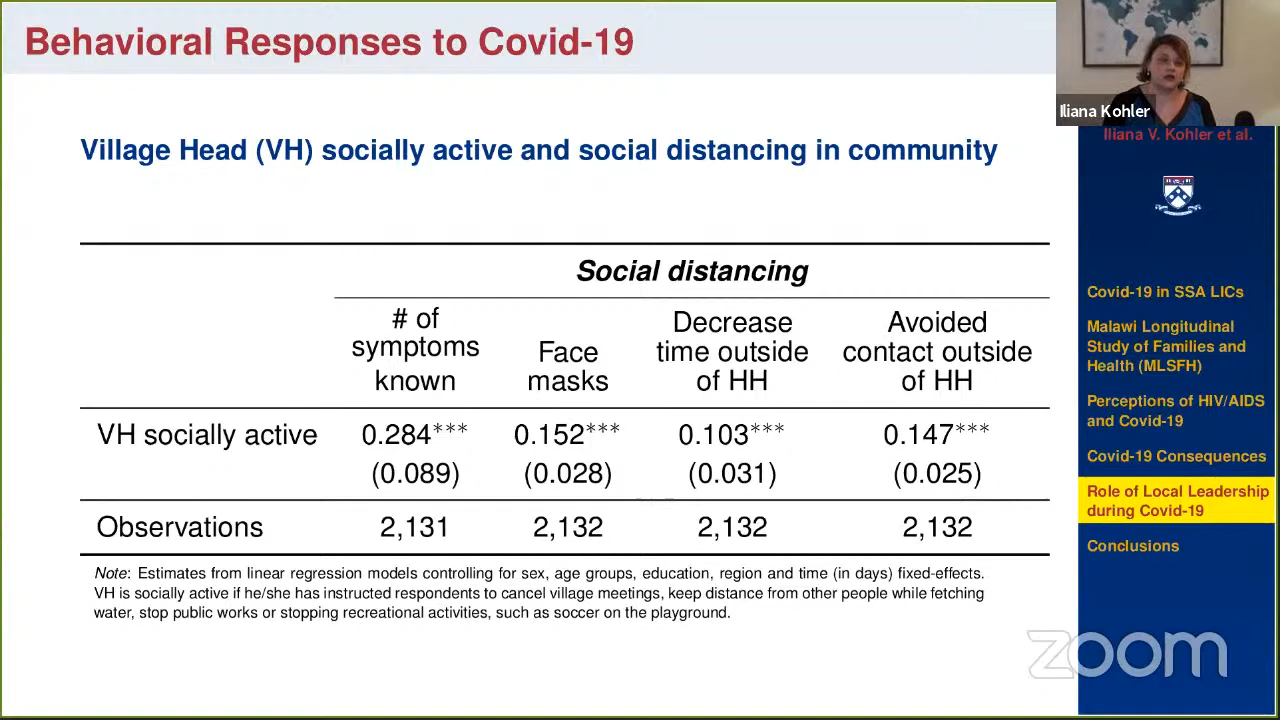 Behavioral Responses to Covid-19
Iliana Kohler
Iliana V. Kohler et al.
Village Head (VH) socially active and social distancing in community
Social distancing
# of
symptoms
known
Face
masks
Decrease
time outside
of HH
Avoided
contact outside
of HH
VH socially active 0.284*** 0.152*** 0.103*** 0.147***
(0.089) (0.028) (0.031) (0.025)
Observations 2,131 2,132 2,132 2,132
Note: Estimates from linear regression models controlling for sex, age groups, education, region and time (in days) fixed-effects.
VH is socially active if he/she has instructed respondents to cancel village meetings, keep distance from other people while fetching
water, stop public works or stopping recreational activities, such as soccer on the playground.
Covid-19 in SSA LICs
Malawi Longitudinal
Study of Families and
Health (MLSFH)
Perceptions of HIV/AIDS
and Covid-19
Covid-19 Consequences
Role of Local Leadership
during Covid-19
Conclusions
zoom